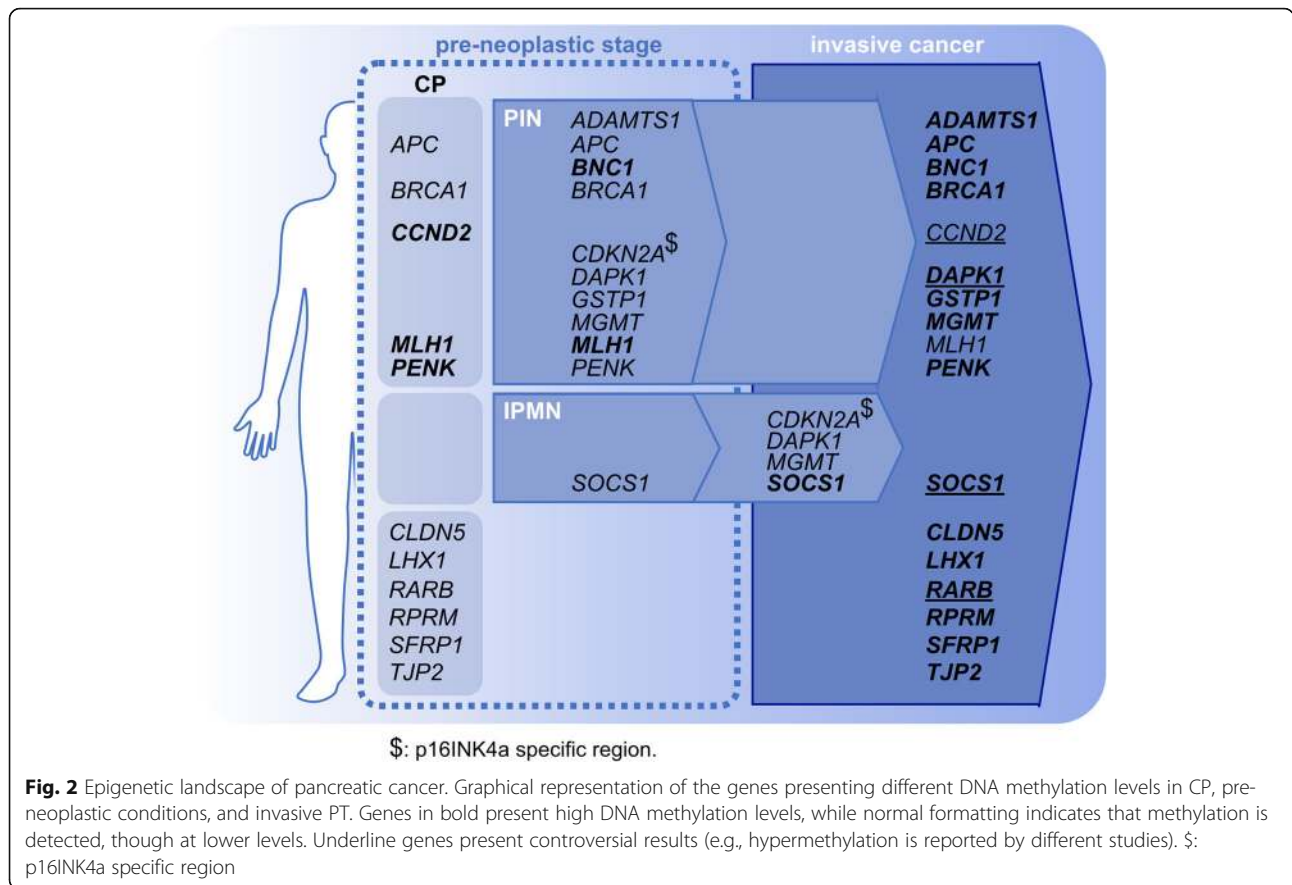 pre-neoplastic stage
invasive cancer
CP
APC
BRCA1
CCND2
MLH1
PENK
PIN
ADAMTS1
APC
BNC1
BRCA1
CDKN2A$
DAPK1
GSTP1
MGMT
MLH1
PENK
ADAMTS1
APC
BNC1
BRCA1
CCND2
DAPK1
GSTP1
MGMT
MLH1
PENK
IPMN
SOCS1
CDKN2A$
DAPK1
MGMT
SOCS1
SOCS1
CLDN5
LHX1
RARB
RPRM
SFRP1
TJP2
CLDN5
LHX1
RARB
RPRM
SFRP1
TJP2
$: p16INK4a specific region.
Fig. 2 Epigenetic landscape of pancreatic cancer. Graphical representation of the genes presenting different DNA methylation levels in CP, pre-
neoplastic conditions, and invasive PT. Genes in bold present high DNA methylation levels, while normal formatting indicates that methylation is
detected, though at lower levels. Underline genes present controversial results (e.g., hypermethylation is reported by different studies). $:
p16INK4a specific region